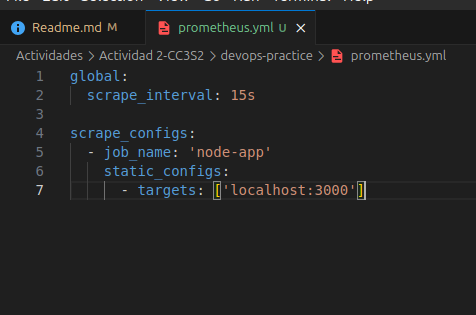 Readme.md M
prometheus.yml U
Actividades > Actividad 2-CC3S2 > devops-practice > prometheus.yml
1 global:
2 scrape_interval: 15s
3
4 scrape_configs:
5 - job_name: 'node-app'
6 static_configs:
7 - targets: ['localhost:3000']